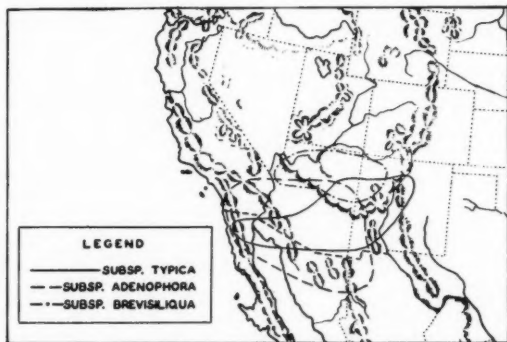 LEGEND
SUBSP. TYPICA
SUBSP. ADENOPHORA
SUBSP. BREVISILIQUA